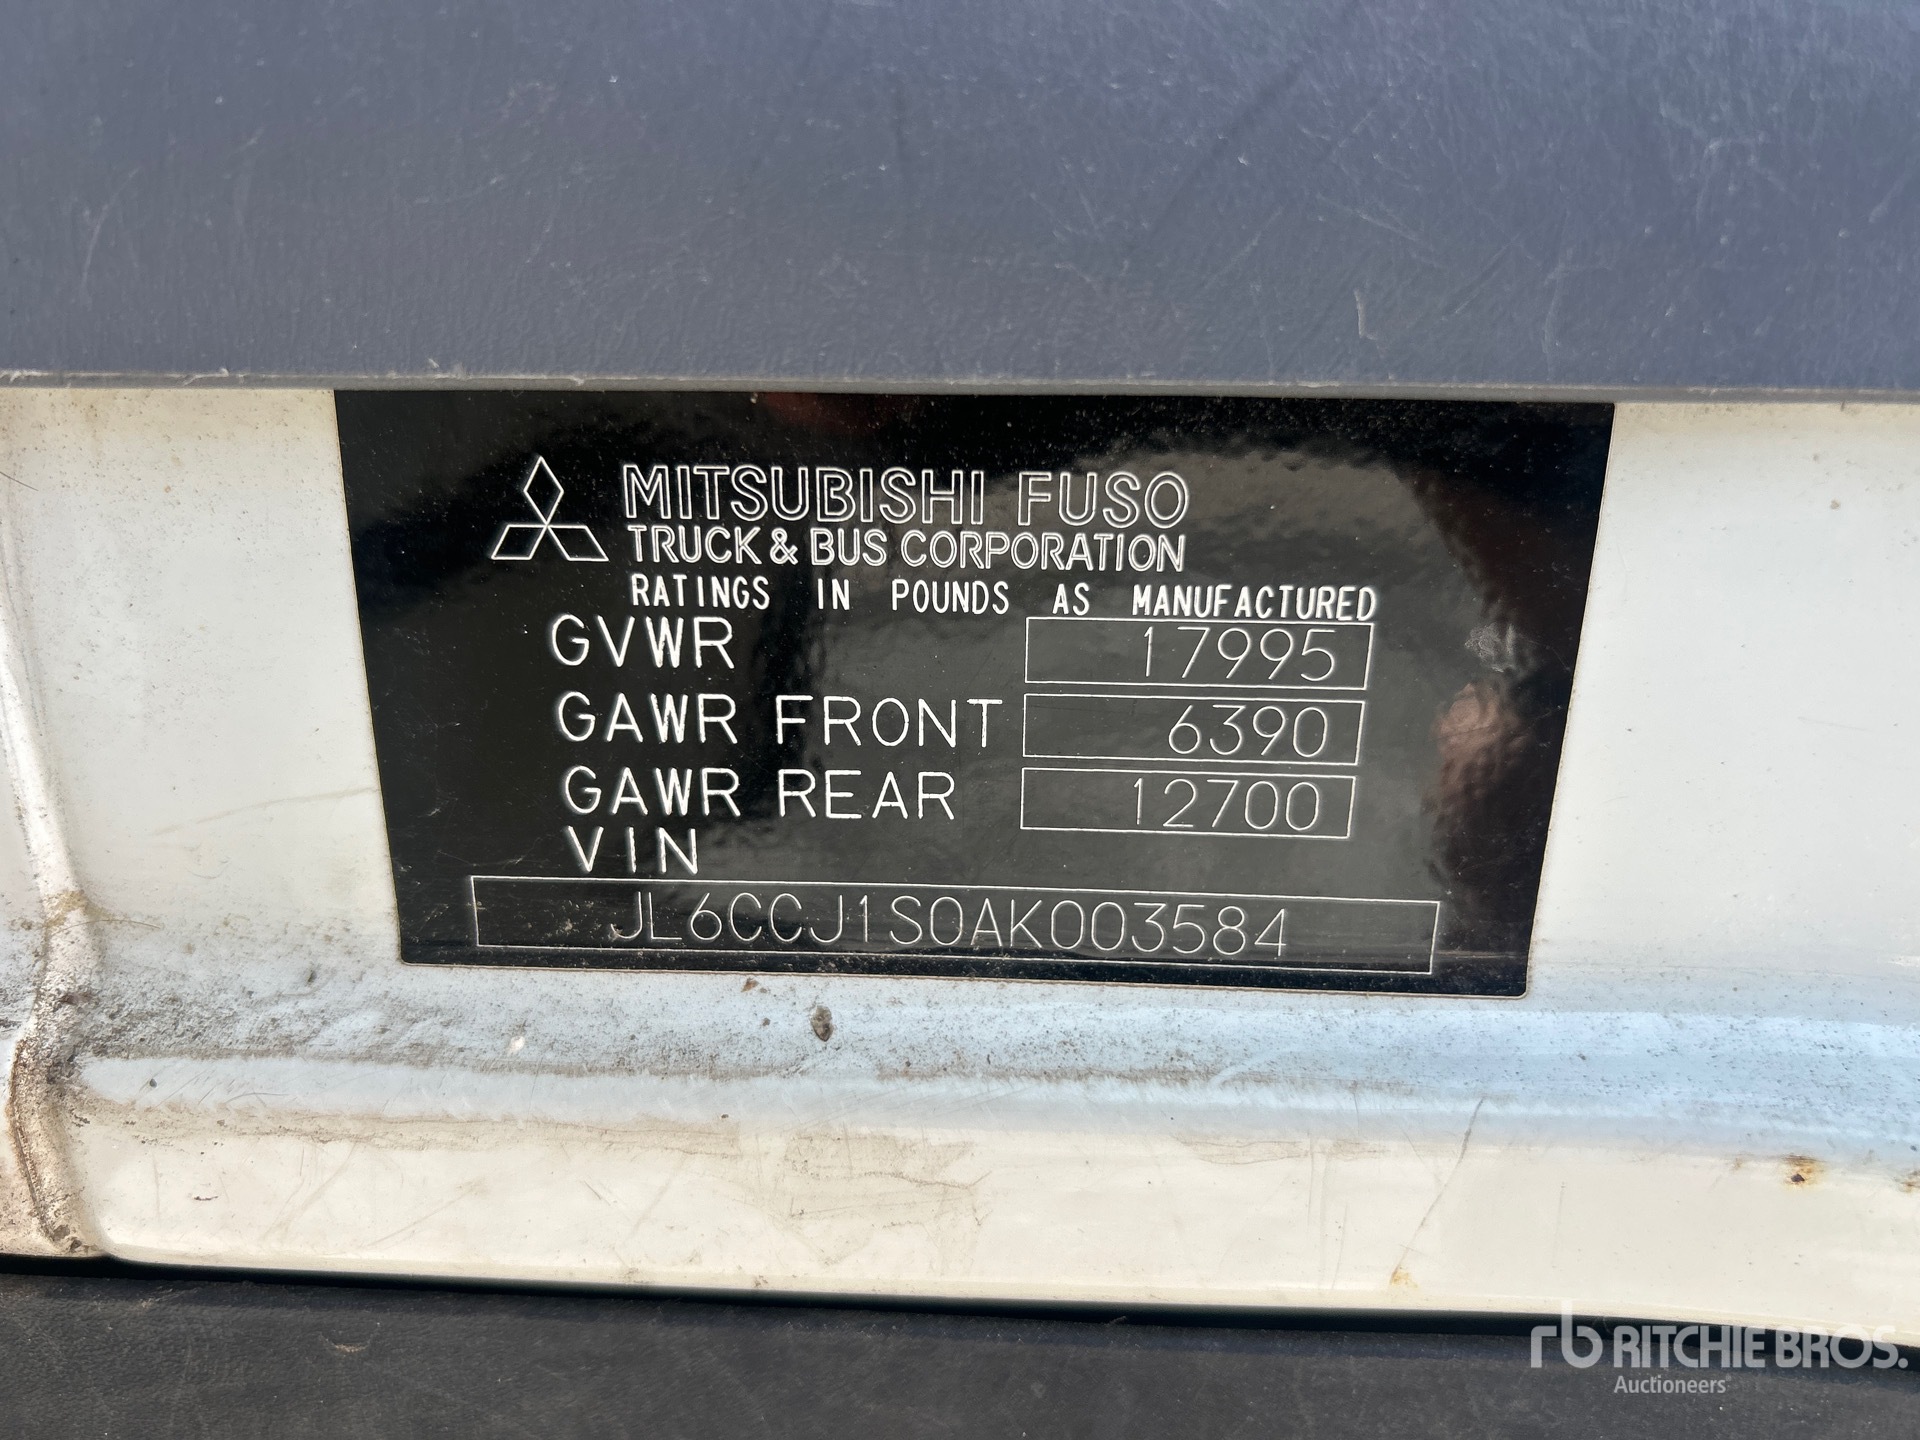 MITSUBISHI FUSO
TRUCK & BUS CORPORATION
RATINGS IN POUNDS AS MANUFACTURED
GVWR 17995
GAWR FRONT 6390
GAWR REAR 12700
VIN
JL6CCJ1S0AK003584
rb RITCHIE BROS.
Auctioneers